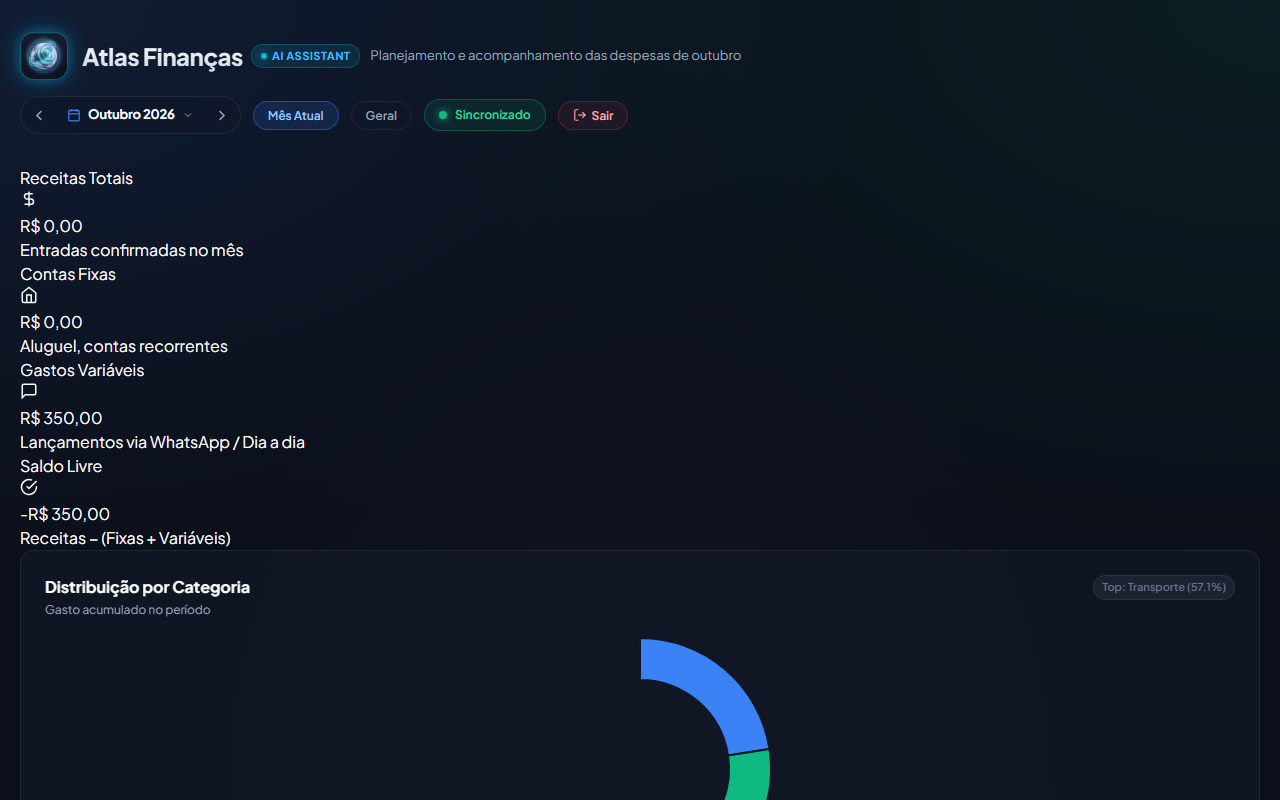 Atlas Finanças
AI ASSISTANT
Planejamento e acompanhamento das despesas de outubro
Outubro 2026
Mês Atual
Geral
Sincronizado
Sair
Receitas Totais
R$ 0,00
Entradas confirmadas no mês
Contas Fixas
R$ 0,00
Aluguel, contas recorrentes
Gastos Variáveis
R$ 350,00
Lançamentos via WhatsApp / Dia a dia
Saldo Livre
-R$ 350,00
Receitas – (Fixas + Variáveis)
Distribuição por Categoria
Top: Transporte (57.1%)
Gasto acumulado no período